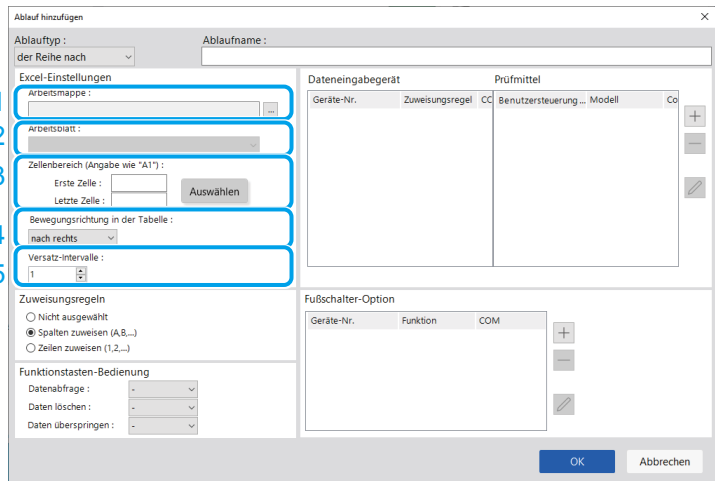 Ablauf hinzufügen
Ablauftyp :
Ablaufname :
der Reihe nach
Excel-Einstellungen
Arbeitsmappe :
...
2
Arbeitsblatt :
3
Zellenbereich (Angabe wie "A1") :
Erste Zelle :
Letzte Zelle :
Auswählen
4
Bewegungsrichtung in der Tabelle :
nach rechts
5
Versatz-Intervalle :
1
Zuweisungsregeln
Nicht ausgewählt
Spalten zuweisen (A,B,...)
Zeilen zuweisen (1,2,...)
Funktionstasten-Bedienung
Datenabfrage : -
Daten löschen : -
Daten überspringen : -
Dateneingabegerät
Prüfmittel
Geräte-Nr. Zuweisungsregel CC Benutzersteuerung ... Modell Co
Fußschalter-Option
Geräte-Nr. Funktion COM
OK
Abbrechen